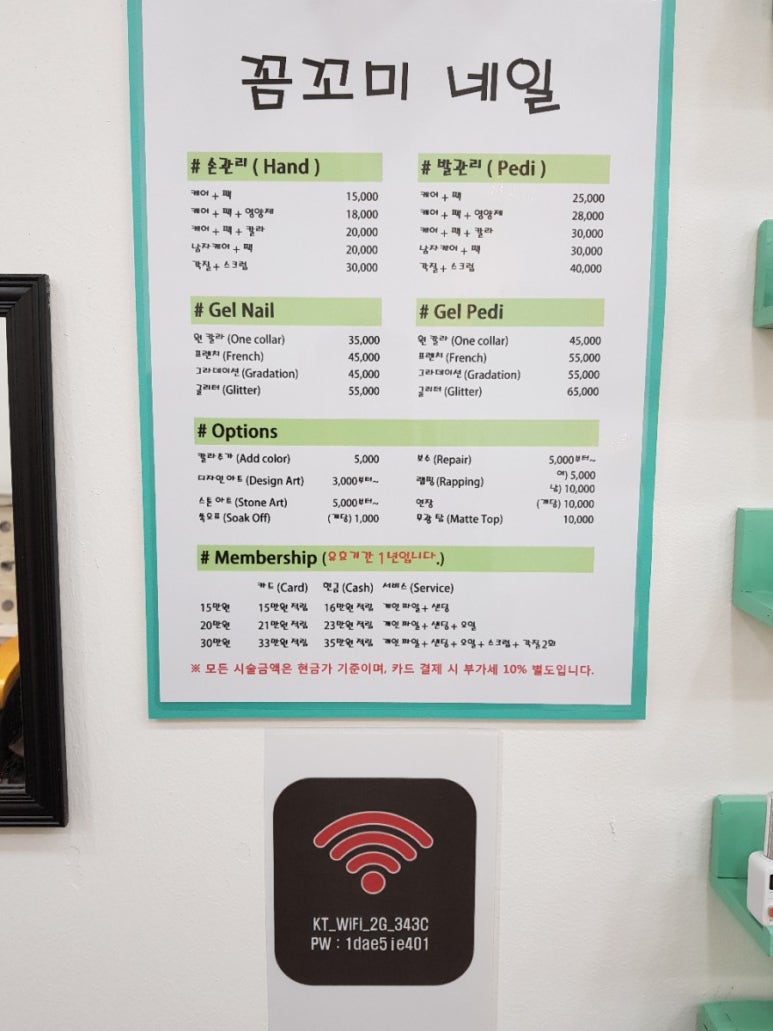 꼼꼬미 네일
# 손관리 ( Hand )
케어 + 팩 15,000
케어 + 팩 + 영양제 18,000
케어 + 팩 + 칼라 20,000
남자케어 + 팩 20,000
각질 + 스크럽 30,000
# 발관리 ( Pedi )
케어 + 팩 25,000
케어 + 팩 + 영양제 28,000
케어 + 팩 + 칼라 30,000
남자케어 + 팩 30,000
각질 + 스크럽 40,000
# Gel Nail
원 칼라 (One collar) 35,000
프렌치 (French) 45,000
그라데이션 (Gradation) 45,000
글리터 (Glitter) 55,000
# Gel Pedi
원 칼라 (One collar) 45,000
프렌치 (French) 55,000
그라데이션 (Gradation) 55,000
글리터 (Glitter) 65,000
# Options
칼라추가 (Add color) 5,000
디자인 아트 (Design Art) 3,000부터~
스톤 아트 (Stone Art) 5,000부터~
쏙오프 (Soak Off) (개당) 1,000
보수 (Repair) 5,000부터~
랩핑 (Rapping) 여) 5,000
남) 10,000
연장 (개당) 10,000
무광 탑 (Matte Top) 10,000
# Membership (유효기간 1년입니다.)
카드 (Card) 현금 (Cash) 서비스 (Service)
15만원 15만원 적립 16만원 적립 개인 파일 + 샌딩
20만원 21만원 적립 23만원 적립 개인 파일 + 샌딩 + 오일
30만원 33만원 적립 35만원 적립 개인 파일 + 샌딩 + 오일 + 스크럽 + 각질 2회
※ 모든 시술금액은 현금가 기준이며, 카드 결제 시 부가세 10% 별도입니다.
KT_WiFi_2G_343C
PW : 1dae5ie401